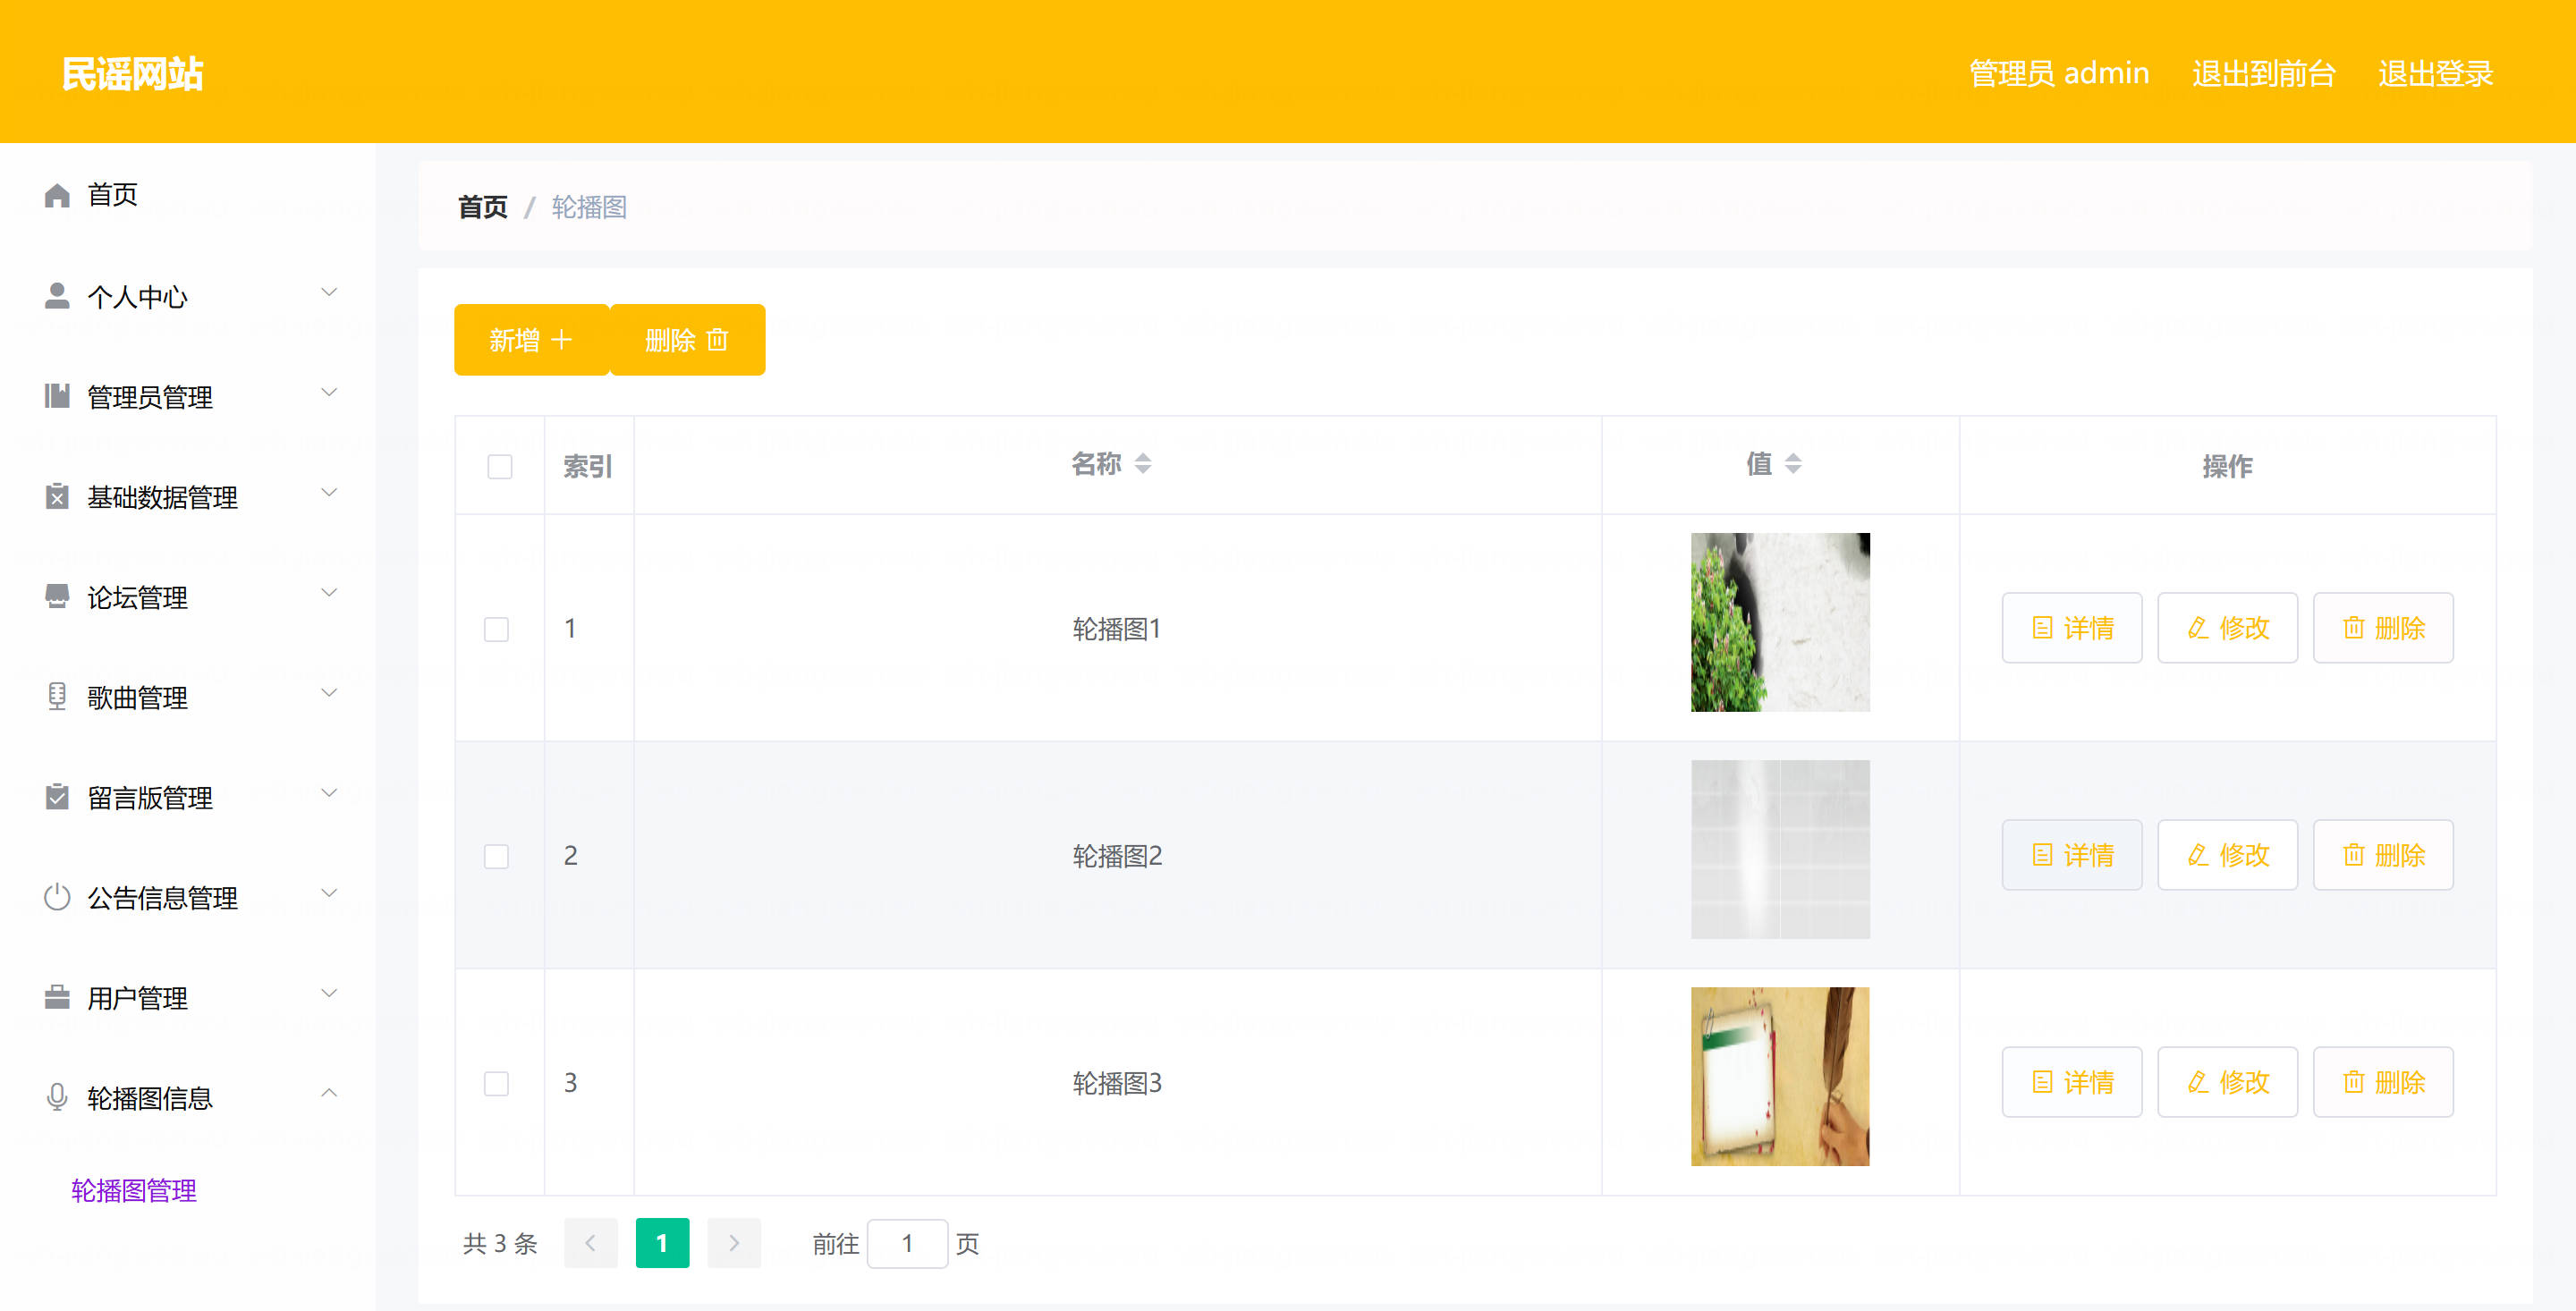 民谣网站
管理员 admin 退出到前台 退出登录
首页
个人中心
管理员管理
基础数据管理
论坛管理
歌曲管理
留言版管理
公告信息管理
用户管理
轮播图信息
轮播图管理
首页 / 轮播图
新增 删除
索引 名称 值 操作
1 轮播图1 详情 修改 删除
2 轮播图2 详情 修改 删除
3 轮播图3 详情 修改 删除
共 3 条 1 前往 1 页